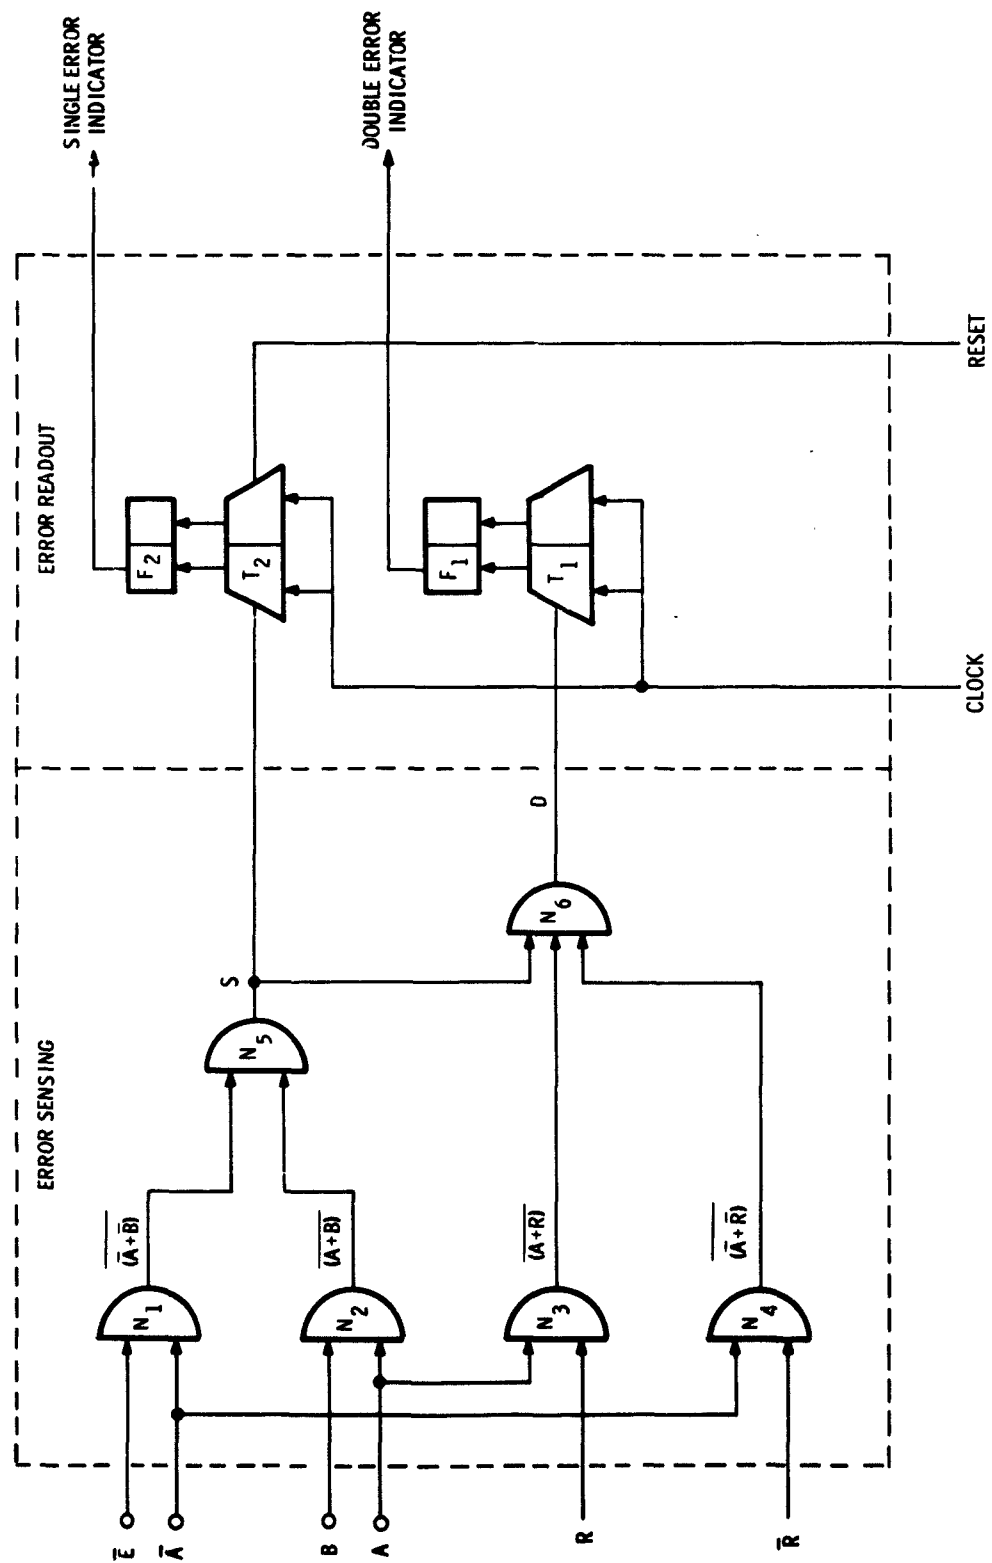 ERROR SENSING
ERROR READOUT
SINGLE ERROR
INDICATOR
Ē
Ā
N1
(Ā+B̄)
F2
B
A
N2
(A+B)
N5
S
T2
DOUBLE ERROR
INDICATOR
F1
R
N3
(A+R)
N6
D
T1
R̄
N4
(Ā+R̄)
CLOCK
RESET